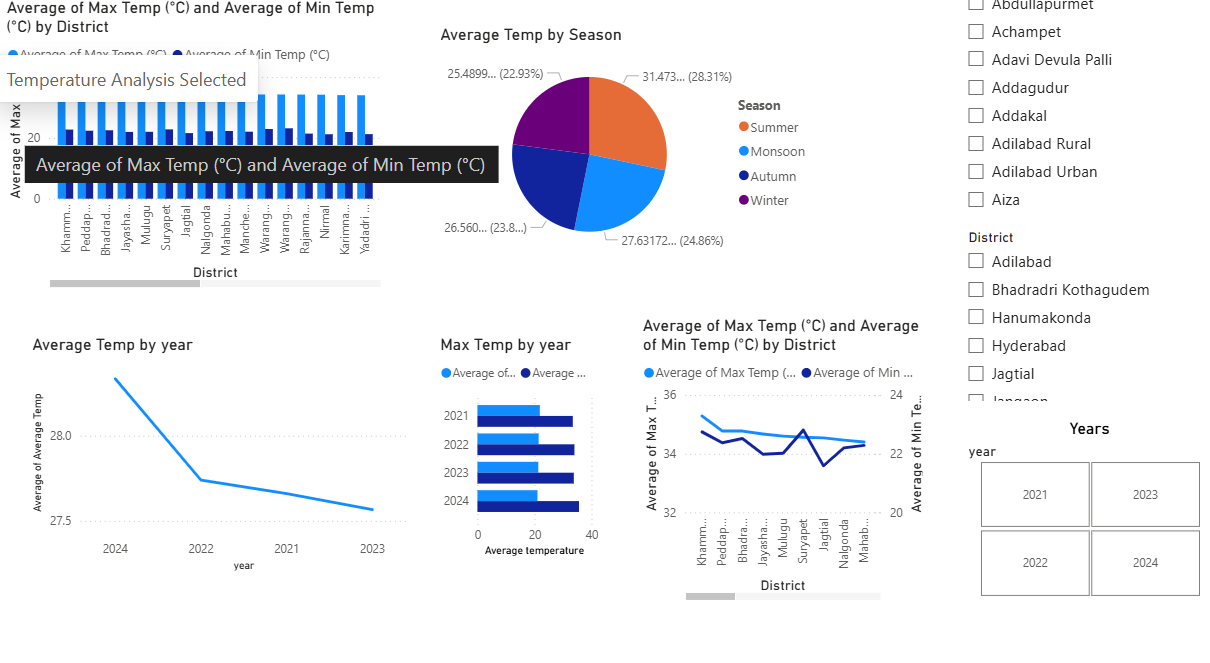 Average of Max Temp (°C) and Average of Min Temp
(°C) by District
Average of Max Temp (°C) Average of Min Temp (°C)
Temperature Analysis Selected
Average of Max
20
0
Average of Max Temp (°C) and Average of Min Temp (°C)
Khamm...
Peddap...
Bhadrad...
Jayasha...
Mulugu
Suryapet
Jagtial
Nalgonda
Mahabu...
Manche...
Warang...
Warang...
Rajanna...
Nirmal
Karimna...
Yadadri ...
District
Average Temp by Season
25.4899... (22.93%)
31.473... (28.31%)
26.560... (23.8...)
27.63172... (24.86%)
Season
Summer
Monsoon
Autumn
Winter
Abdullapurmet
Achampet
Adavi Devula Palli
Addagudur
Addakal
Adilabad Rural
Adilabad Urban
Aiza
District
Adilabad
Bhadradri Kothagudem
Hanumakonda
Hyderabad
Jagtial
Jangaon
Average Temp by year
Average of Average Temp
28.0
27.5
2024
2022
2021
2023
year
Max Temp by year
Average of... Average ...
2021
2022
2023
2024
0
20
40
Average temperature
Average of Max Temp (°C) and Average
of Min Temp (°C) by District
Average of Max Temp (... Average of Min ...
Average of Max T...
36
34
32
24
22
20
Average of Min Te...
Khamm...
Peddap...
Bhadra...
Jayasha...
Mulugu
Suryapet
Jagtial
Nalgonda
Mahab...
District
Years
year
2021
2023
2022
2024